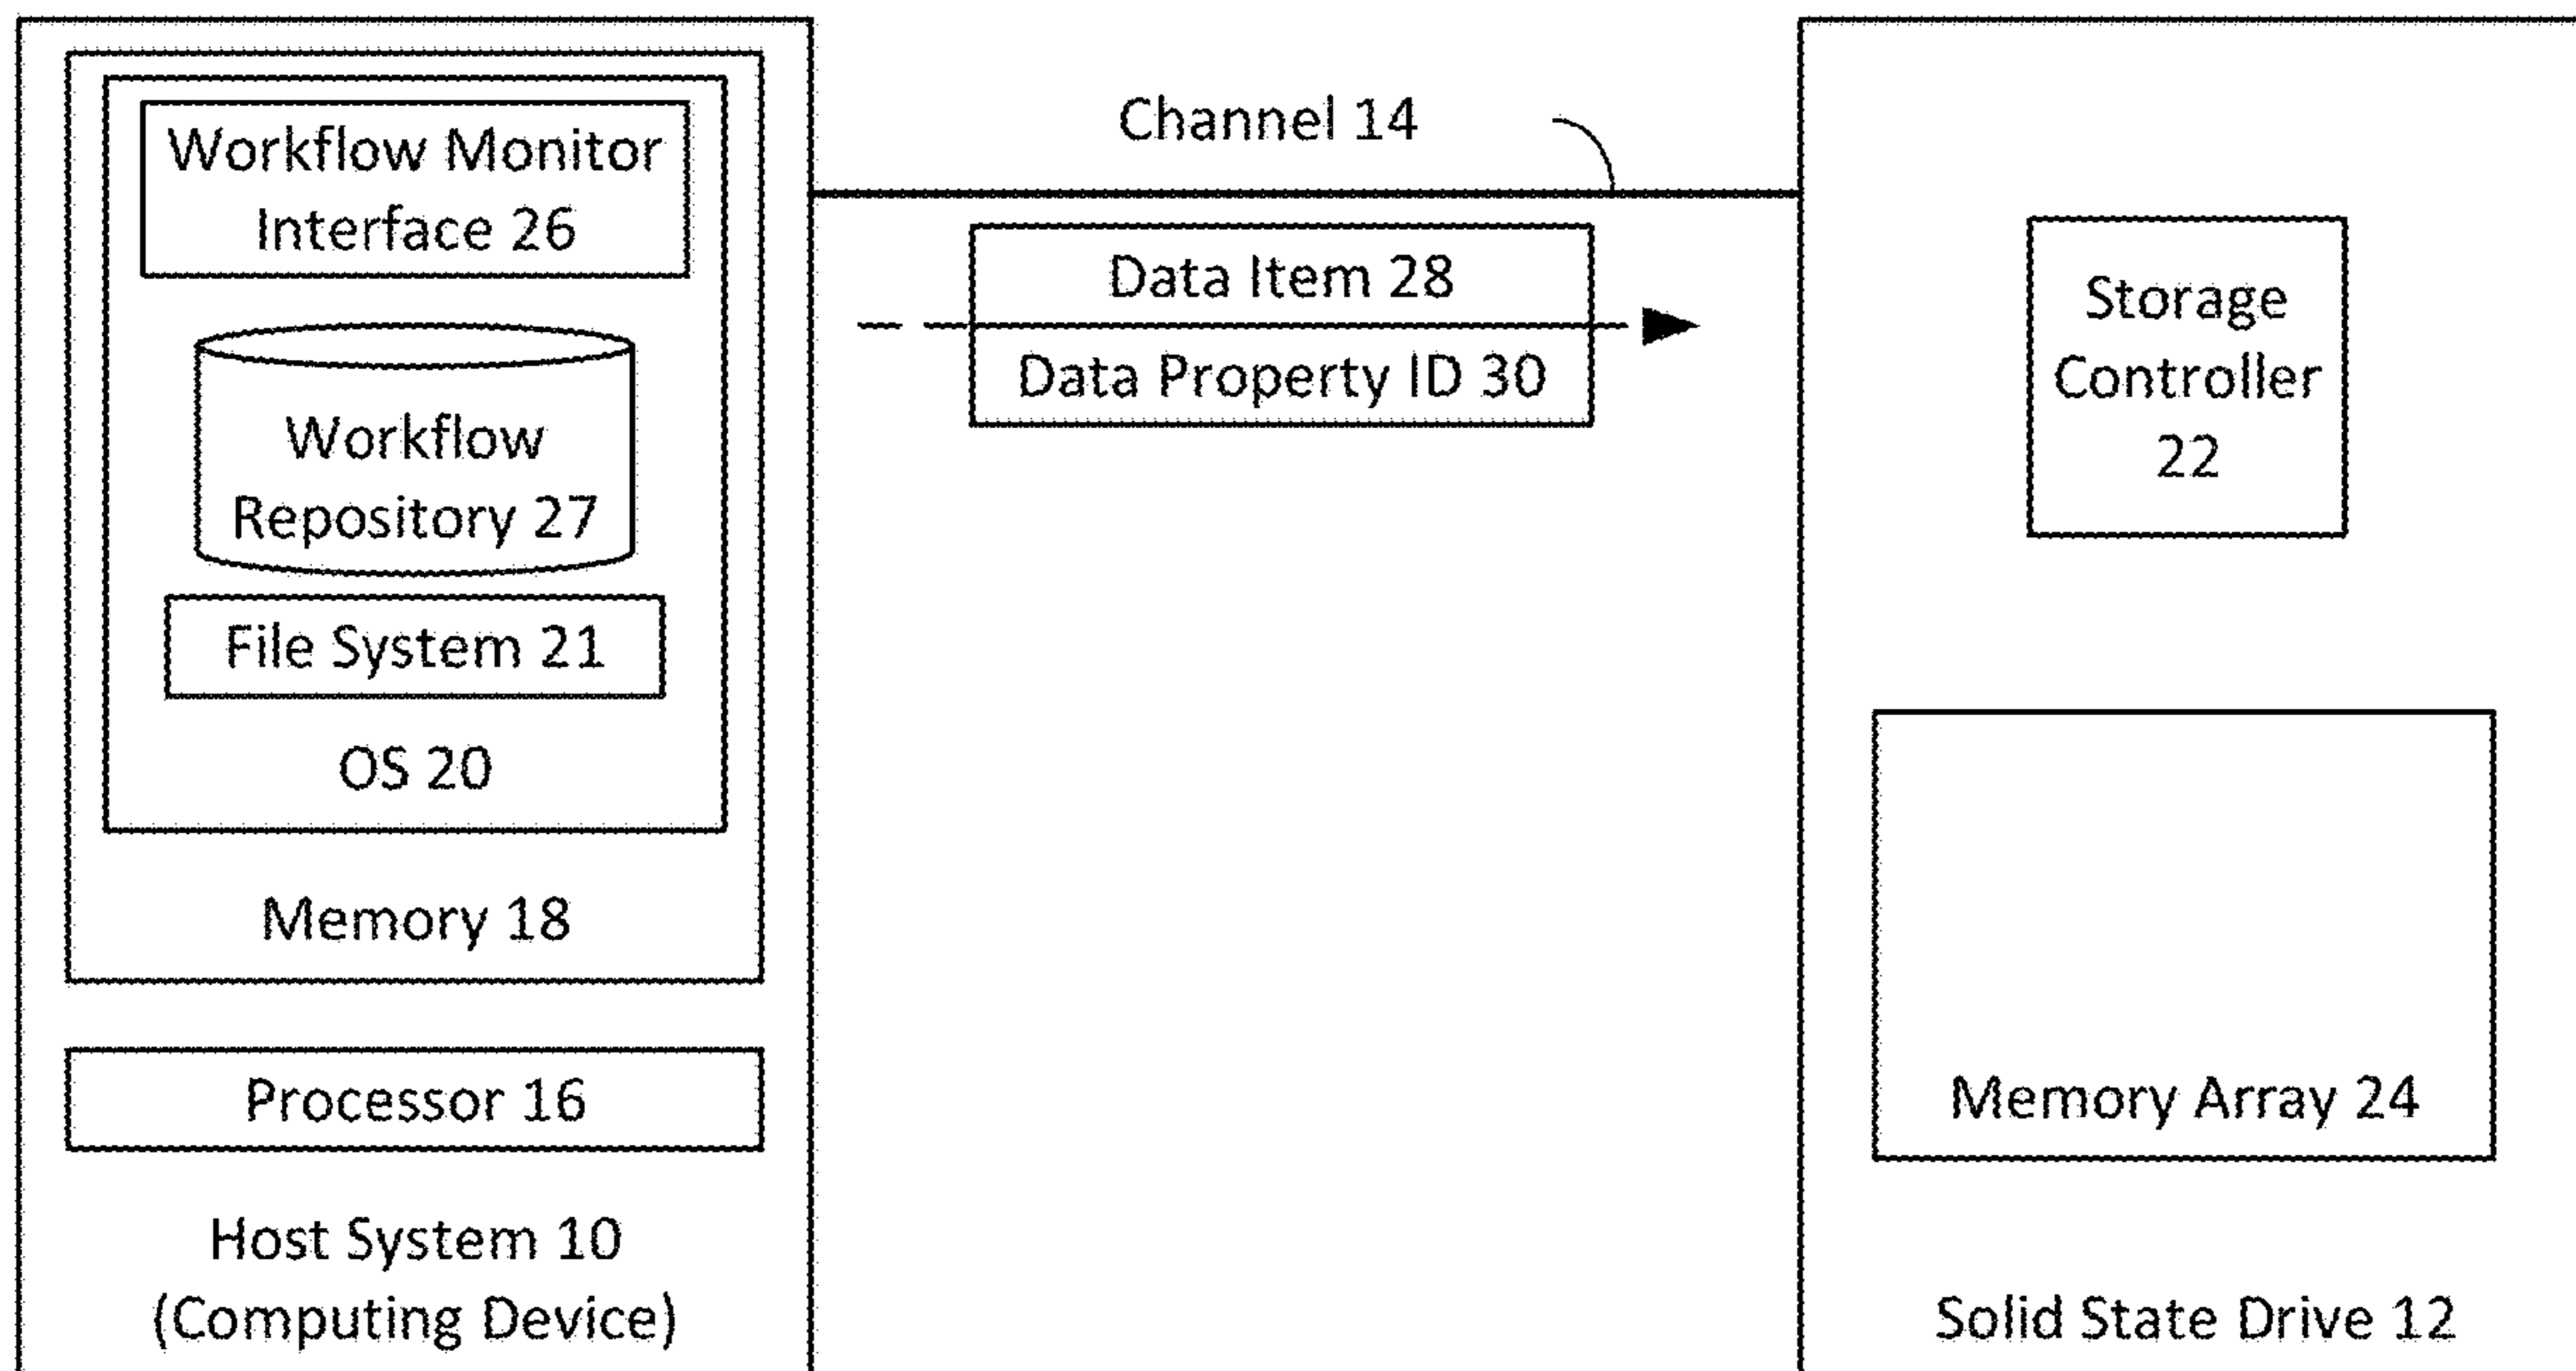 Workflow Monitor
Interface 26
Workflow
Repository 27
File System 21
OS 20
Memory 18
Processor 16
Host System 10
(Computing Device)
Channel 14
Data Item 28
Data Property ID 30
Storage
Controller
22
Memory Array 24
Solid State Drive 12